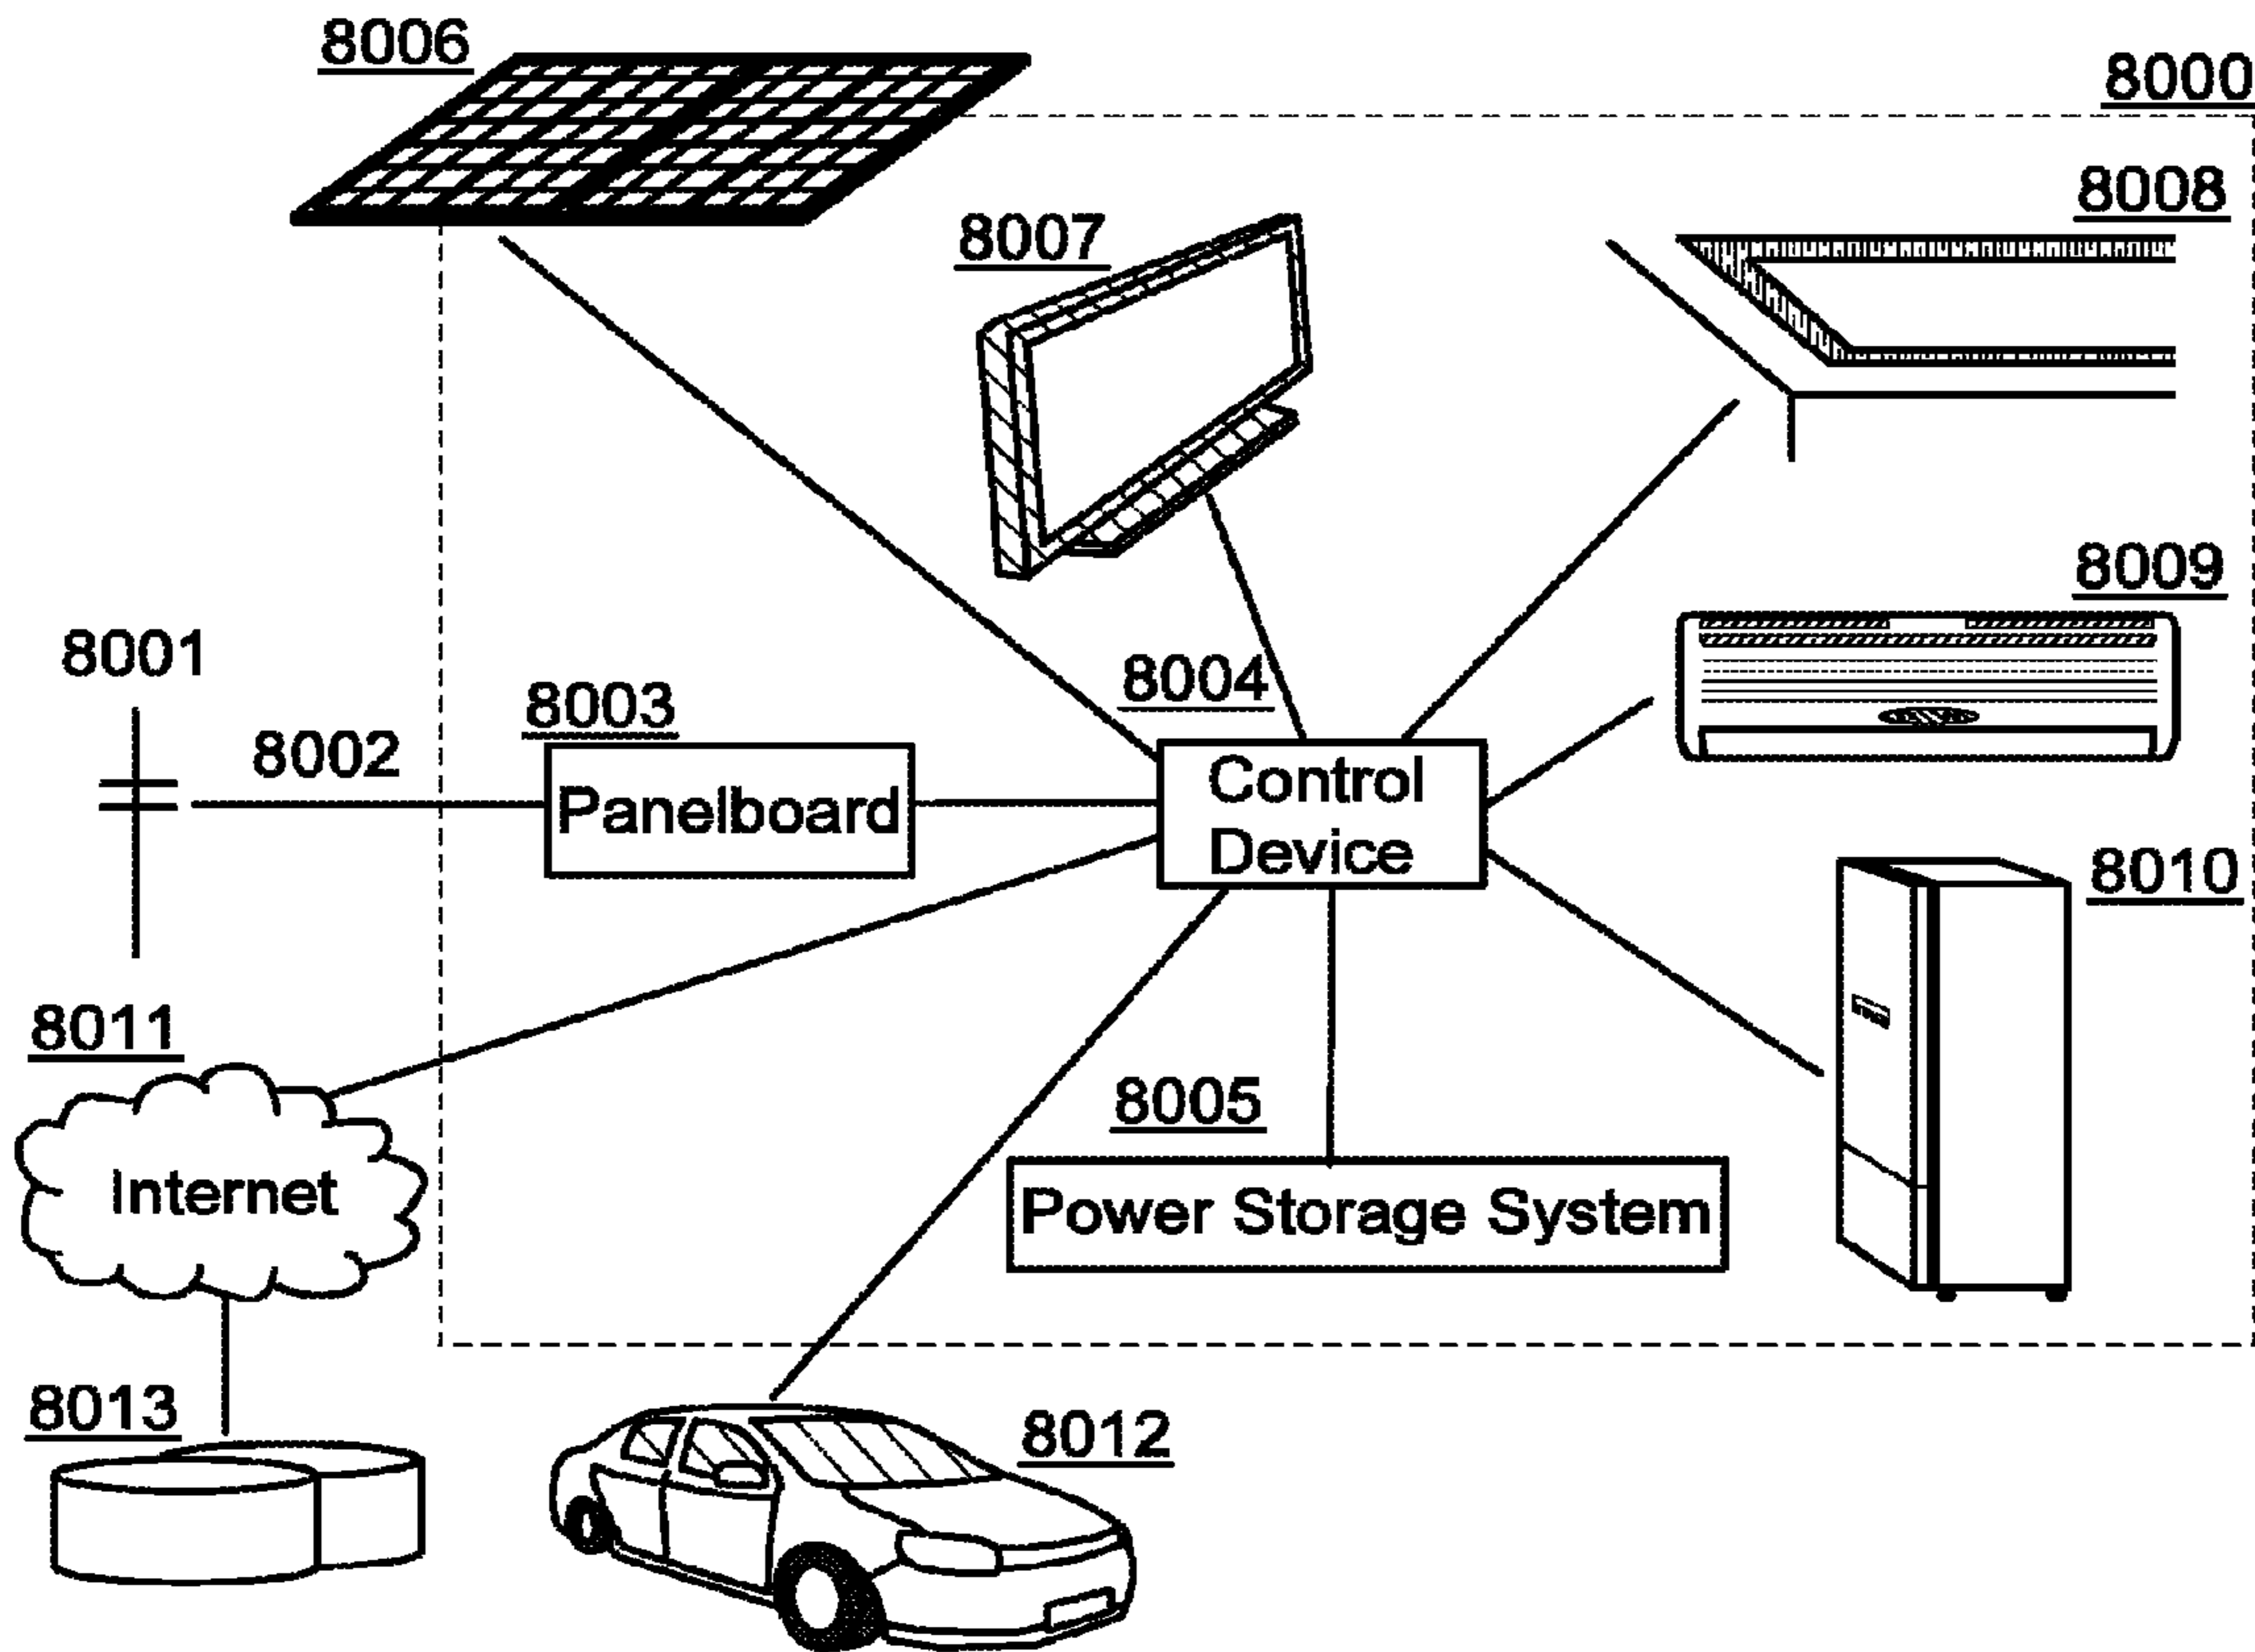 8006
8000
8008
8007
8009
8001
8004
8003
8002
Control
Device
Panelboard
8010
8011
8005
Internet
Power Storage System
8013
8012